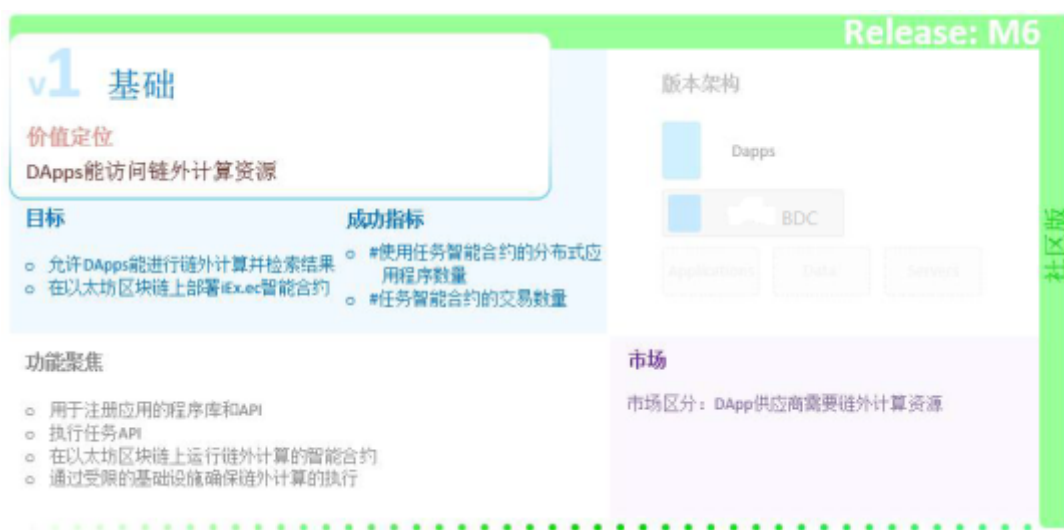 Release: M6
v1 基础
价值定位
DApps能访问链外计算资源
目标
○ 允许DApps能进行链外计算并检索结果
○ 在以太坊区块链上部署iEx.ec智能合约
成功指标
○ #使用任务智能合约的分布式应
用程序数量
○ #任务智能合约的交易数量
版本架构
Dapps
BDC
Applications Data Servers
社区版
功能聚焦
○ 用于注册应用的程序库和API
○ 执行任务API
○ 在以太坊区块链上运行链外计算的智能合约
○ 通过受限的基础设施确保链外计算的执行
市场
市场区分：DApp供应商需要链外计算资源